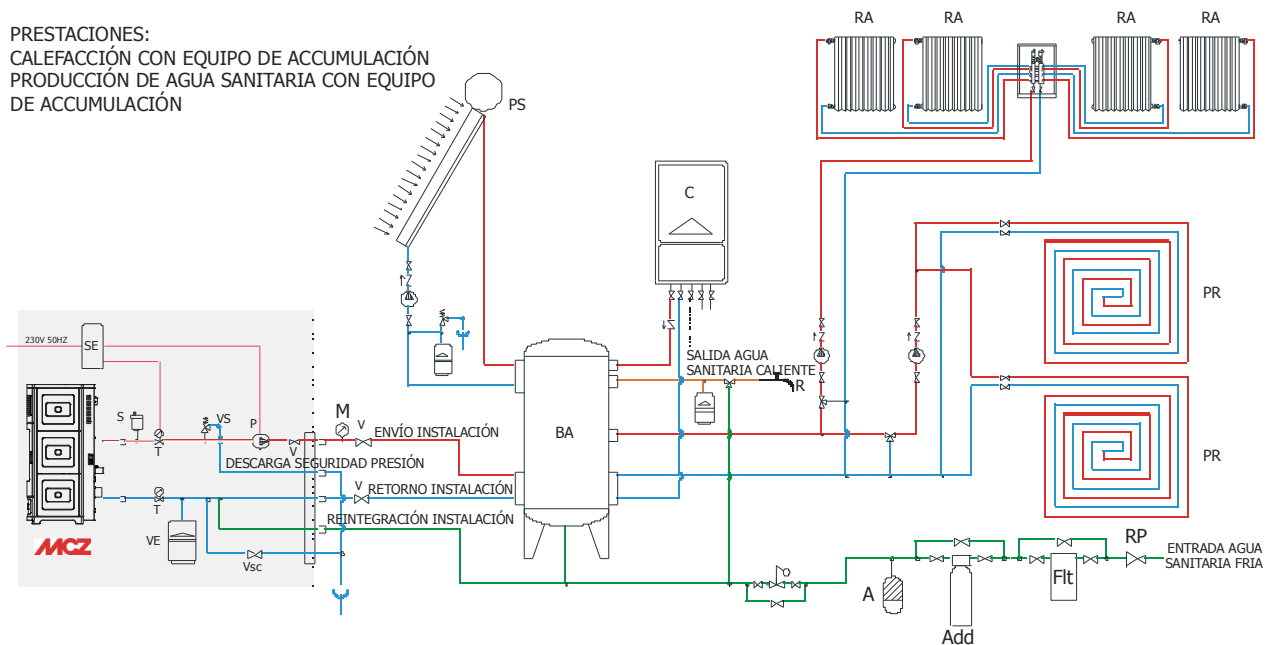 PRESTACIONES:
CALEFACCIÓN CON EQUIPO DE ACCUMULACIÓN
PRODUCCIÓN DE AGUA SANITARIA CON EQUIPO
DE ACCUMULACIÓN
RA
RA
RA
RA
PS
C
PR
PR
230V 50HZ
SE
SALIDA AGUA
SANITARIA CALIENTE
R
S
VS
P
M
V
T
V
ENVÍO INSTALACIÓN
BA
DESCARGA SEGURIDAD PRESIÓN
V
RETORNO INSTALACIÓN
T
REINTEGRACIÓN INSTALACIÓN
VE
MCZ
Vsc
RP
ENTRADA AGUA
SANITARIA FRIA
A
Flt
Add